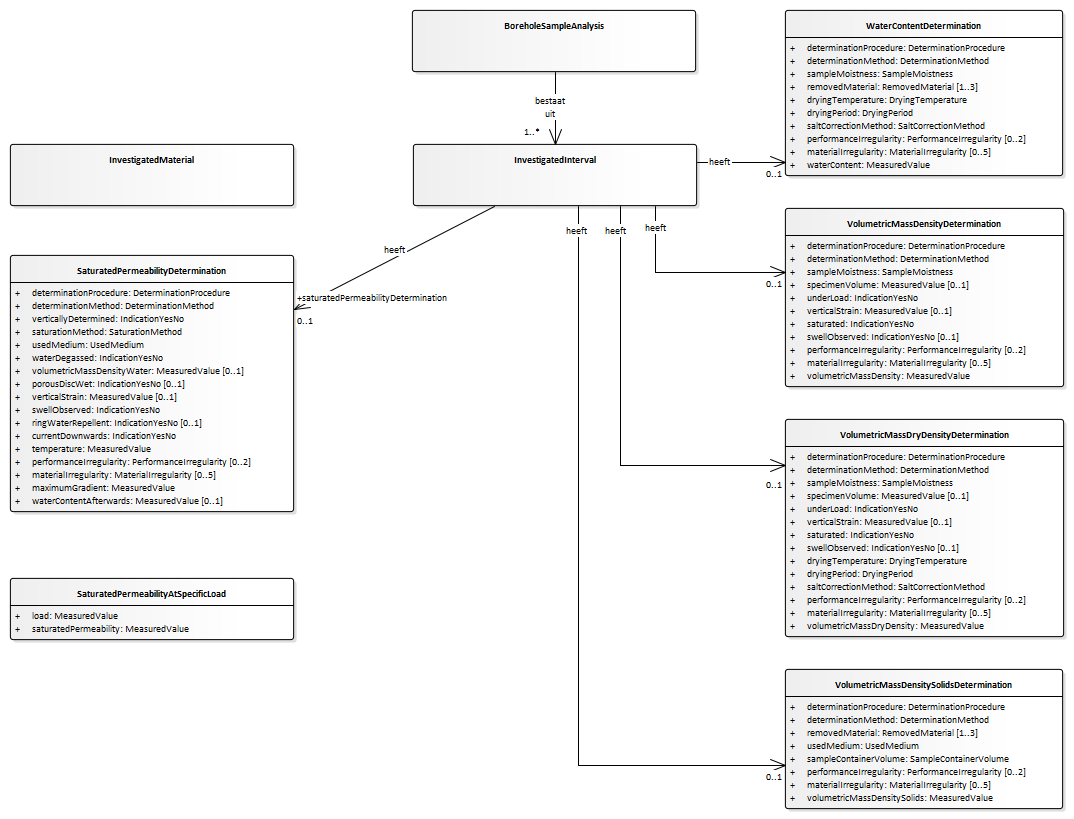 BoreholeSampleAnalysis
bestaat
uit
1..*
InvestigatedMaterial
InvestigatedInterval
heeft
0..1
WaterContentDetermination
+ determinationProcedure: DeterminationProcedure
+ determinationMethod: DeterminationMethod
+ sampleMoistness: SampleMoistness
+ removedMaterial: RemovedMaterial [1..3]
+ dryingTemperature: DryingTemperature
+ dryingPeriod: DryingPeriod
+ saltCorrectionMethod: SaltCorrectionMethod
+ performanceIrregularity: PerformanceIrregularity [0..2]
+ materialIrregularity: MaterialIrregularity [0..5]
+ waterContent: MeasuredValue
heeft
+saturatedPermeabilityDetermination
0..1
SaturatedPermeabilityDetermination
+ determinationProcedure: DeterminationProcedure
+ determinationMethod: DeterminationMethod
+ verticallyDetermined: IndicationYesNo
+ saturationMethod: SaturationMethod
+ usedMedium: UsedMedium
+ waterDegassed: IndicationYesNo
+ volumetricMassDensityWater: MeasuredValue [0..1]
+ porousDiscWet: IndicationYesNo [0..1]
+ verticalStrain: MeasuredValue [0..1]
+ swellObserved: IndicationYesNo
+ ringWaterRepellent: IndicationYesNo [0..1]
+ currentDownwards: IndicationYesNo
+ temperature: MeasuredValue
+ performanceIrregularity: PerformanceIrregularity [0..2]
+ materialIrregularity: MaterialIrregularity [0..5]
+ maximumGradient: MeasuredValue
+ waterContentAfterwards: MeasuredValue [0..1]
SaturatedPermeabilityAtSpecificLoad
+ load: MeasuredValue
+ saturatedPermeability: MeasuredValue
heeft
heeft
heeft
0..1
VolumetricMassDensityDetermination
+ determinationProcedure: DeterminationProcedure
+ determinationMethod: DeterminationMethod
+ sampleMoistness: SampleMoistness
+ specimenVolume: MeasuredValue [0..1]
+ underLoad: IndicationYesNo
+ verticalStrain: MeasuredValue [0..1]
+ saturated: IndicationYesNo
+ swellObserved: IndicationYesNo [0..1]
+ performanceIrregularity: PerformanceIrregularity [0..2]
+ materialIrregularity: MaterialIrregularity [0..5]
+ volumetricMassDensity: MeasuredValue
0..1
VolumetricMassDryDensityDetermination
+ determinationProcedure: DeterminationProcedure
+ determinationMethod: DeterminationMethod
+ sampleMoistness: SampleMoistness
+ specimenVolume: MeasuredValue [0..1]
+ underLoad: IndicationYesNo
+ verticalStrain: MeasuredValue [0..1]
+ saturated: IndicationYesNo
+ swellObserved: IndicationYesNo [0..1]
+ dryingTemperature: DryingTemperature
+ dryingPeriod: DryingPeriod
+ saltCorrectionMethod: SaltCorrectionMethod
+ performanceIrregularity: PerformanceIrregularity [0..2]
+ materialIrregularity: MaterialIrregularity [0..5]
+ volumetricMassDryDensity: MeasuredValue
0..1
VolumetricMassDensitySolidsDetermination
+ determinationProcedure: DeterminationProcedure
+ determinationMethod: DeterminationMethod
+ removedMaterial: RemovedMaterial [1..3]
+ usedMedium: UsedMedium
+ sampleContainerVolume: SampleContainerVolume
+ performanceIrregularity: PerformanceIrregularity [0..2]
+ materialIrregularity: MaterialIrregularity [0..5]
+ volumetricMassDensitySolids: MeasuredValue